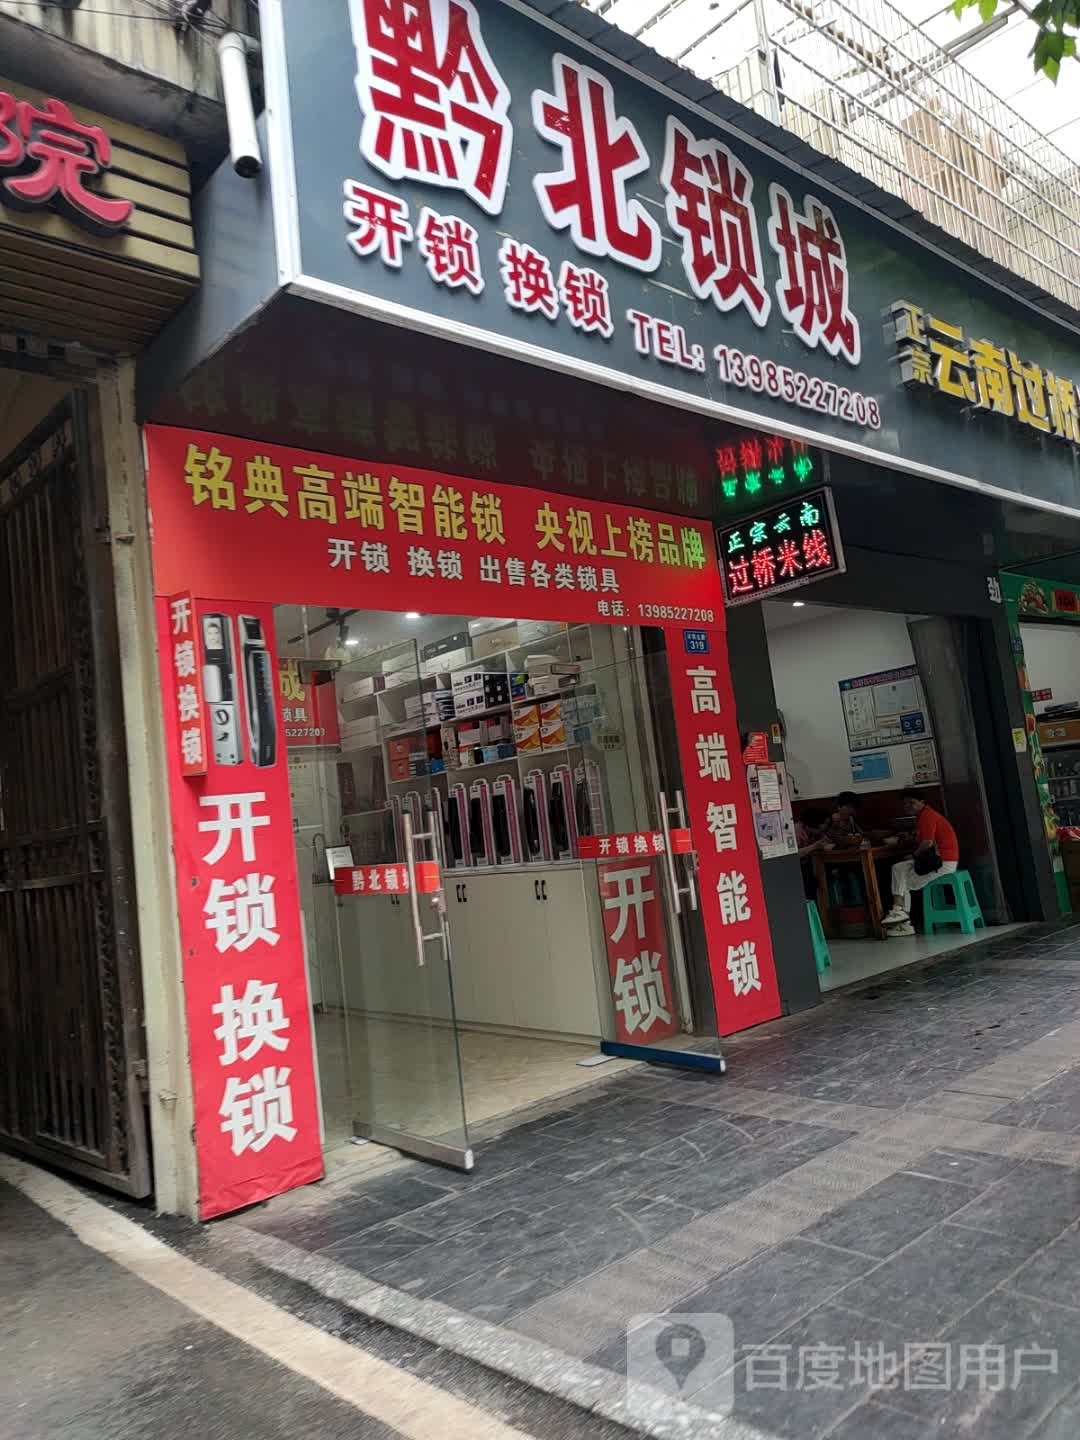 院
黔北锁城
开锁 换锁 TEL: 13985227208
正宗
云南过桥
铭典高端智能锁 央视上榜品牌
开锁 换锁 出售各类锁具
电话: 13985227208
正宗云南
过桥米线
319
开锁换锁
开锁 换锁
高端智能锁
黔北锁城
开锁换锁
开锁
百度地图用户